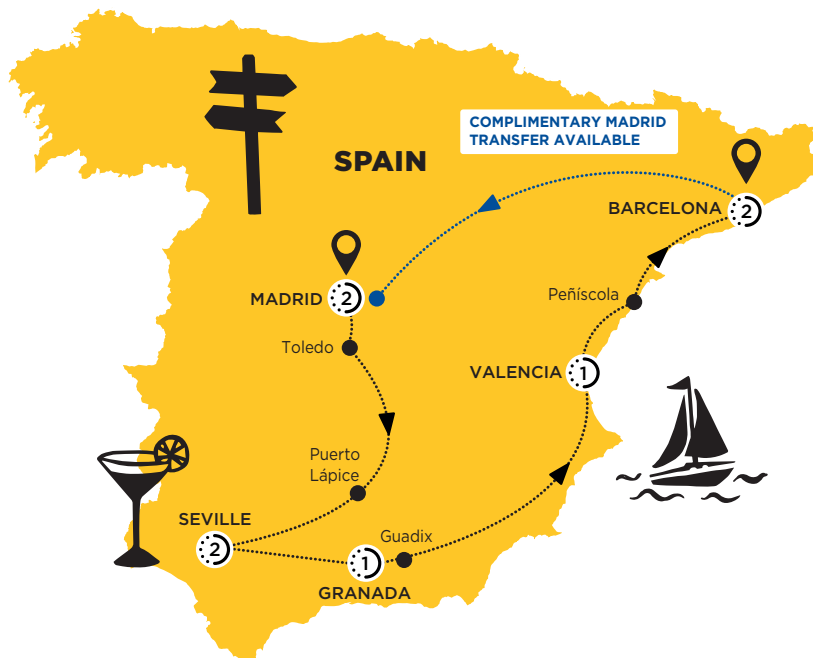 COMPLIMENTARY MADRID
TRANSFER AVAILABLE
SPAIN
BARCELONA 2
MADRID 2
Peñíscola
Toledo
VALENCIA 1
Puerto
Lápice
SEVILLE
2
Guadix
1
GRANADA